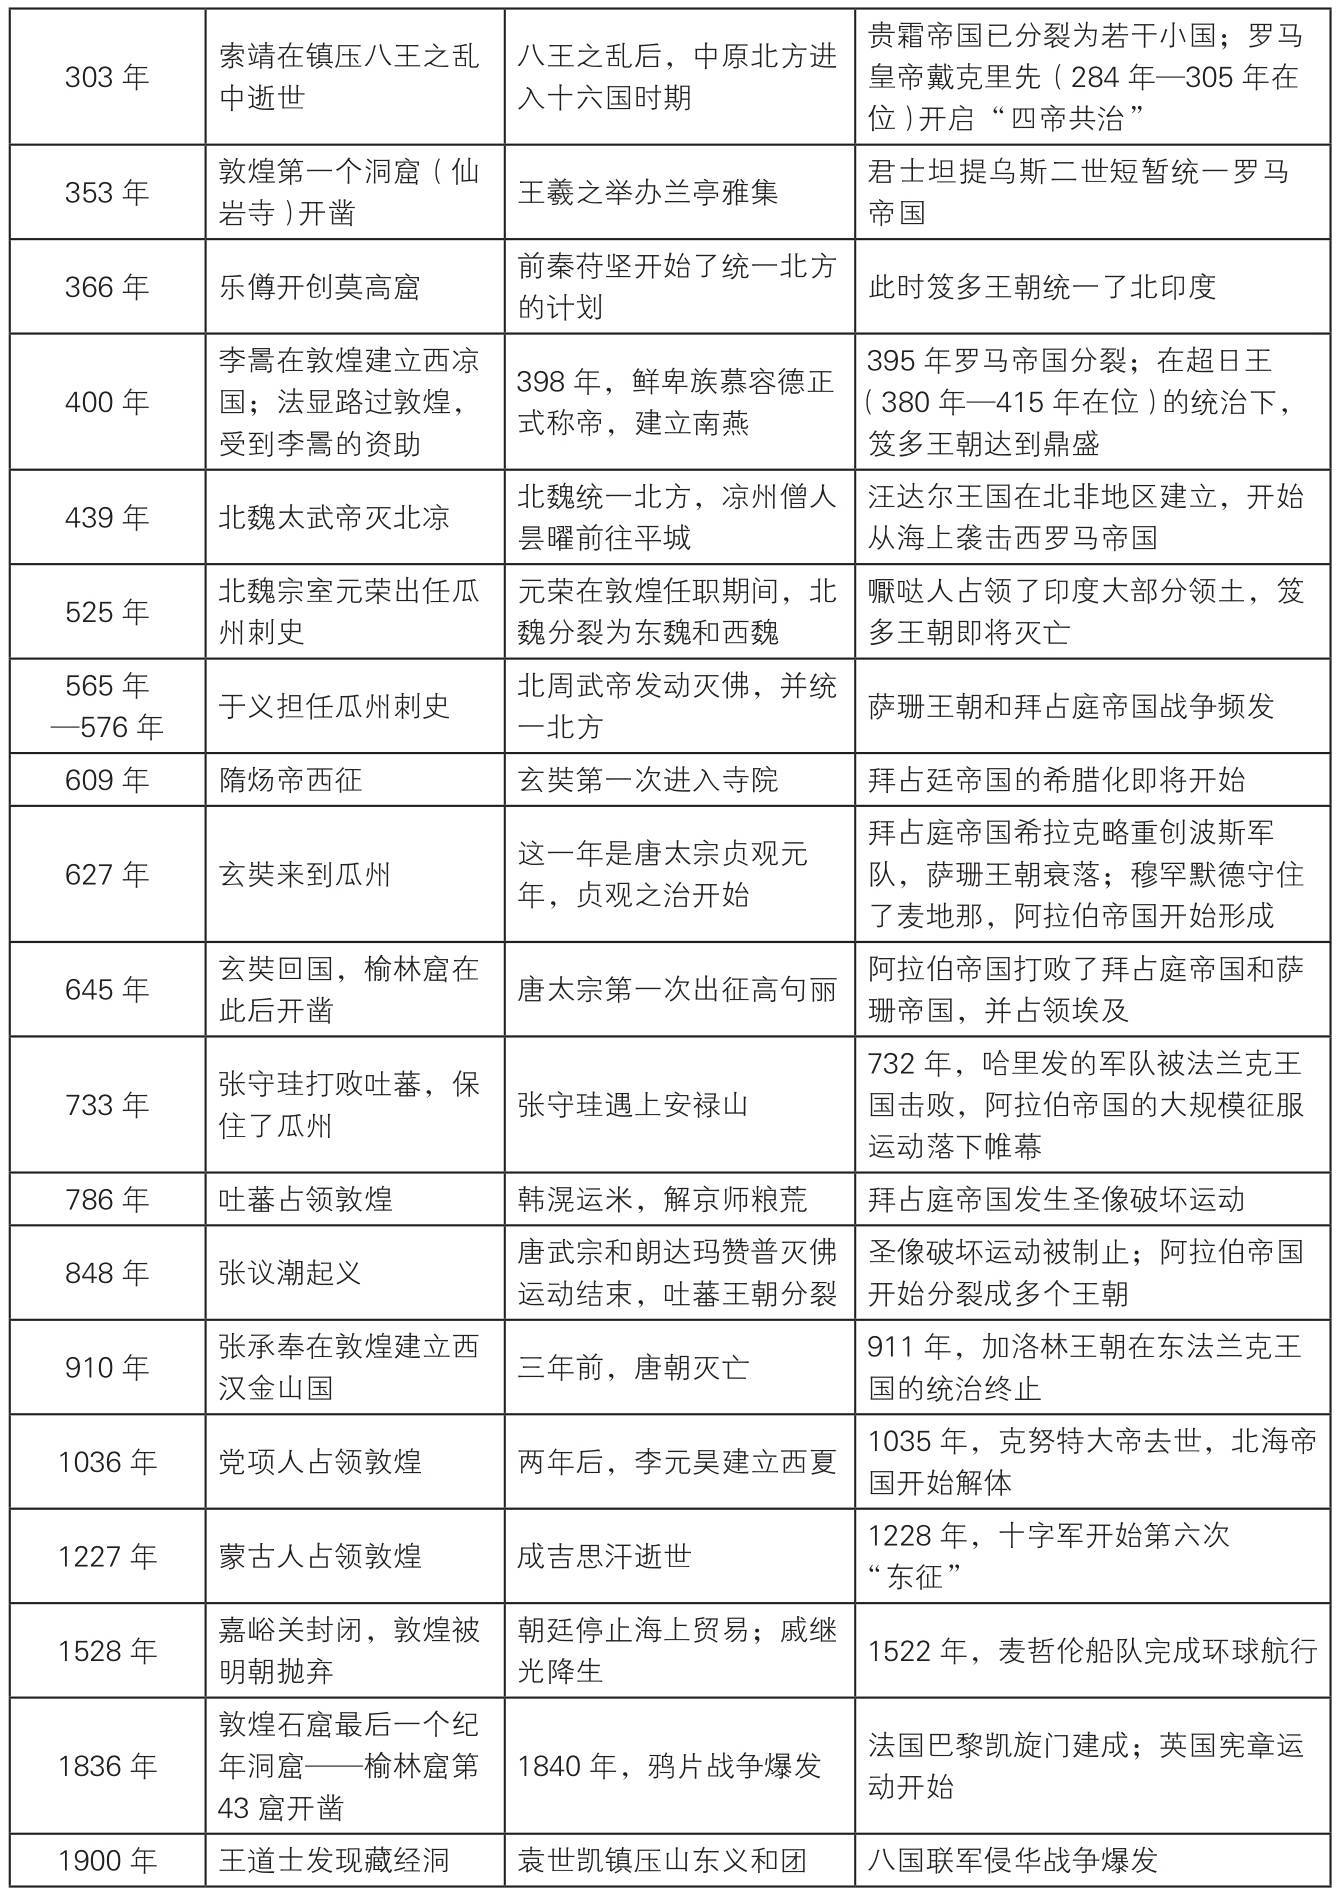 303 年
索靖在镇压八王之乱
中逝世
八王之乱后，中原北方进
入十六国时期
贵霜帝国已分裂为若干小国；罗马
皇帝戴克里先（284 年—305 年在
位）开启“四帝共治”
353 年
敦煌第一个洞窟（仙
岩寺）开凿
王羲之举办兰亭雅集
君士坦提乌斯二世短暂统一罗马
帝国
366 年
乐僔开创莫高窟
前秦苻坚开始了统一北方
的计划
此时笈多王朝统一了北印度
400 年
李暠在敦煌建立西凉
国；法显路过敦煌，
受到李暠的资助
398 年，鲜卑族慕容德正
式称帝，建立南燕
395 年罗马帝国分裂；在超日王
（380 年—415 年在位）的统治下，
笈多王朝达到鼎盛
439 年
北魏太武帝灭北凉
北魏统一北方，凉州僧人
昙曜前往平城
汪达尔王国在北非地区建立，开始
从海上袭击西罗马帝国
525 年
北魏宗室元荣出任瓜
州刺史
元荣在敦煌任职期间，北
魏分裂为东魏和西魏
嚈哒人占领了印度大部分领土，笈
多王朝即将灭亡
565 年
—576 年
于义担任瓜州刺史
北周武帝发动灭佛，并统
一北方
萨珊王朝和拜占庭帝国战争频发
609 年
隋炀帝西征
玄奘第一次进入寺院
拜占廷帝国的希腊化即将开始
627 年
玄奘来到瓜州
这一年是唐太宗贞观元
年，贞观之治开始
拜占庭帝国希拉克略重创波斯军
队，萨珊王朝衰落；穆罕默德守住
了麦地那，阿拉伯帝国开始形成
645 年
玄奘回国，榆林窟在
此后开凿
唐太宗第一次出征高句丽
阿拉伯帝国打败了拜占庭帝国和萨
珊帝国，并占领埃及
733 年
张守珪打败吐蕃，保
住了瓜州
张守珪遇上安禄山
732 年，哈里发的军队被法兰克王
国击败，阿拉伯帝国的大规模征服
运动落下帷幕
786 年
吐蕃占领敦煌
韩滉运米，解京师粮荒
拜占庭帝国发生圣像破坏运动
848 年
张议潮起义
唐武宗和朗达玛赞普灭佛
运动结束，吐蕃王朝分裂
圣像破坏运动被制止；阿拉伯帝国
开始分裂成多个王朝
910 年
张承奉在敦煌建立西
汉金山国
三年前，唐朝灭亡
911 年，加洛林王朝在东法兰克王
国的统治终止
1036 年
党项人占领敦煌
两年后，李元昊建立西夏
1035 年，克努特大帝去世，北海帝
国开始解体
1227 年
蒙古人占领敦煌
成吉思汗逝世
1228 年，十字军开始第六次
“东征”
1528 年
嘉峪关封闭，敦煌被
明朝抛弃
朝廷停止海上贸易；戚继
光降生
1522 年，麦哲伦船队完成环球航行
1836 年
敦煌石窟最后一个纪
年洞窟——榆林窟第
43 窟开凿
1840 年，鸦片战争爆发
法国巴黎凯旋门建成；英国宪章运
动开始
1900 年
王道士发现藏经洞
袁世凯镇压山东义和团
八国联军侵华战争爆发